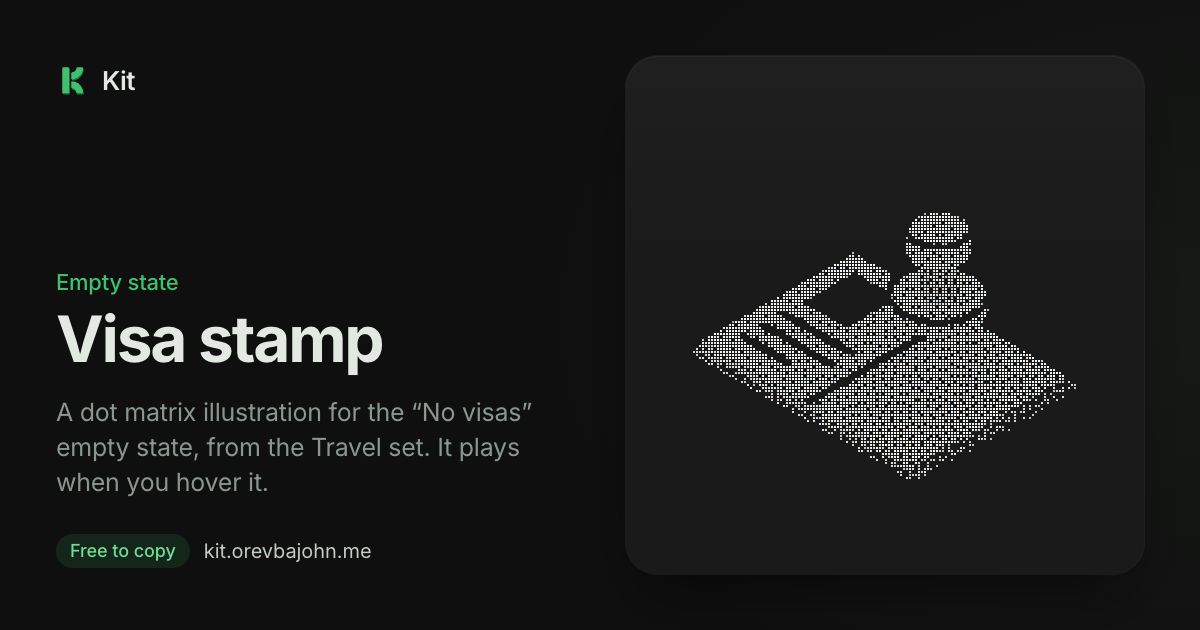 Kit
Empty state
Visa stamp
A dot matrix illustration for the “No visas”
empty state, from the Travel set. It plays
when you hover it.
Free to copy
kit.orevbajohn.me